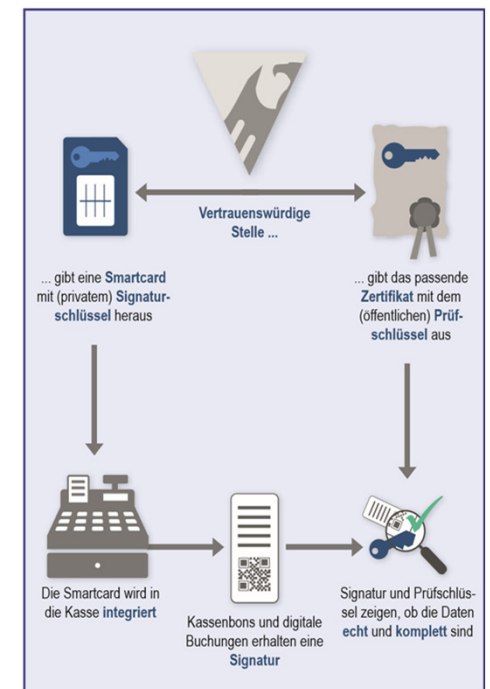 Vertrauenswürdige
Stelle ...
... gibt eine Smartcard
mit (privatem) Signatur-
schlüssel heraus
... gibt das passende
Zertifikat mit dem
(öffentlichen) Prüf-
schlüssel aus
Die Smartcard wird in
die Kasse integriert
Kassenbons und digitale
Buchungen erhalten eine
Signatur
Signatur und Prüfschlüs-
sel zeigen, ob die Daten
echt und komplett sind